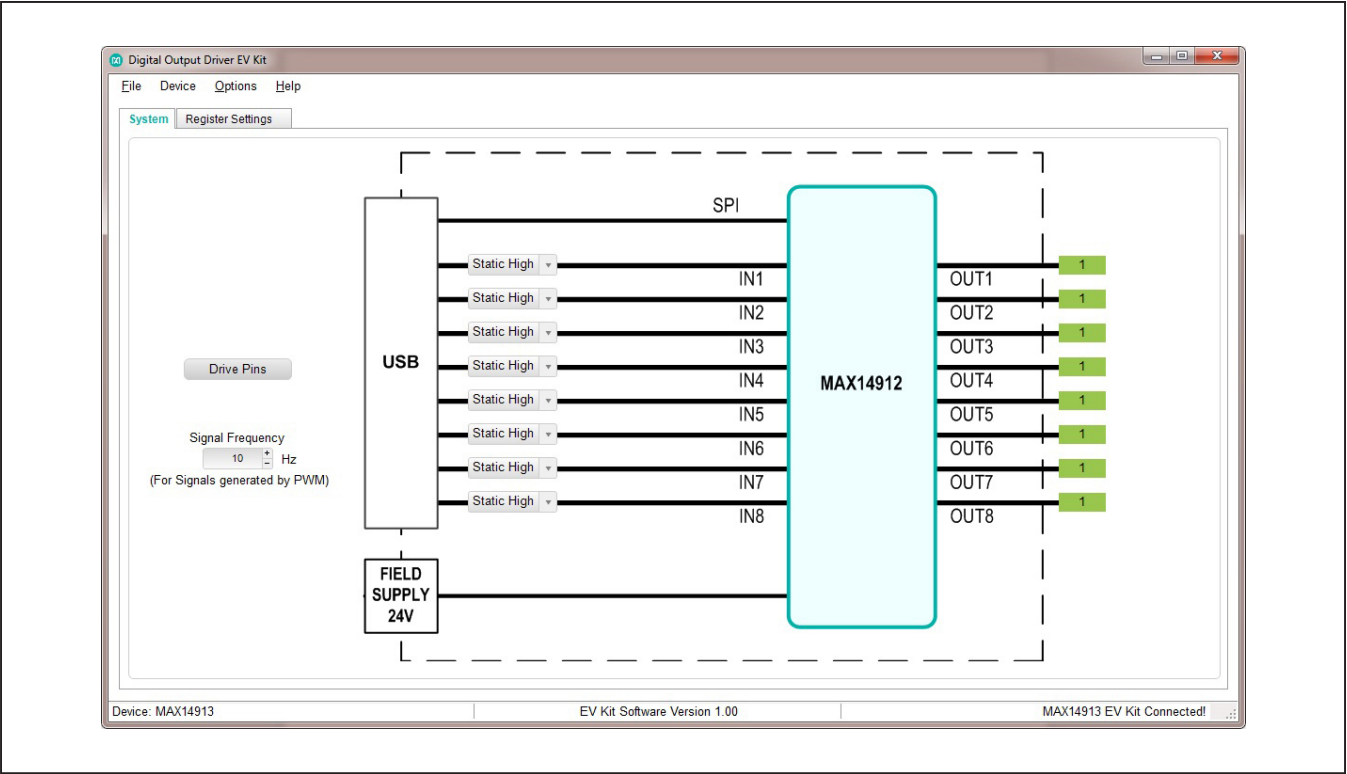 Digital Output Driver EV Kit
File Device Options Help
System Register Settings
SPI
Static High
IN1
OUT1
1
Static High
IN2
OUT2
1
Static High
IN3
OUT3
1
Static High
IN4
OUT4
1
Static High
IN5
OUT5
1
Static High
IN6
OUT6
1
Static High
IN7
OUT7
1
Static High
IN8
OUT8
1
USB
MAX14912
Drive Pins
Signal Frequency
10 Hz
(For Signals generated by PWM)
FIELD
SUPPLY
24V
Device: MAX14913
EV Kit Software Version 1.00
MAX14913 EV Kit Connected!